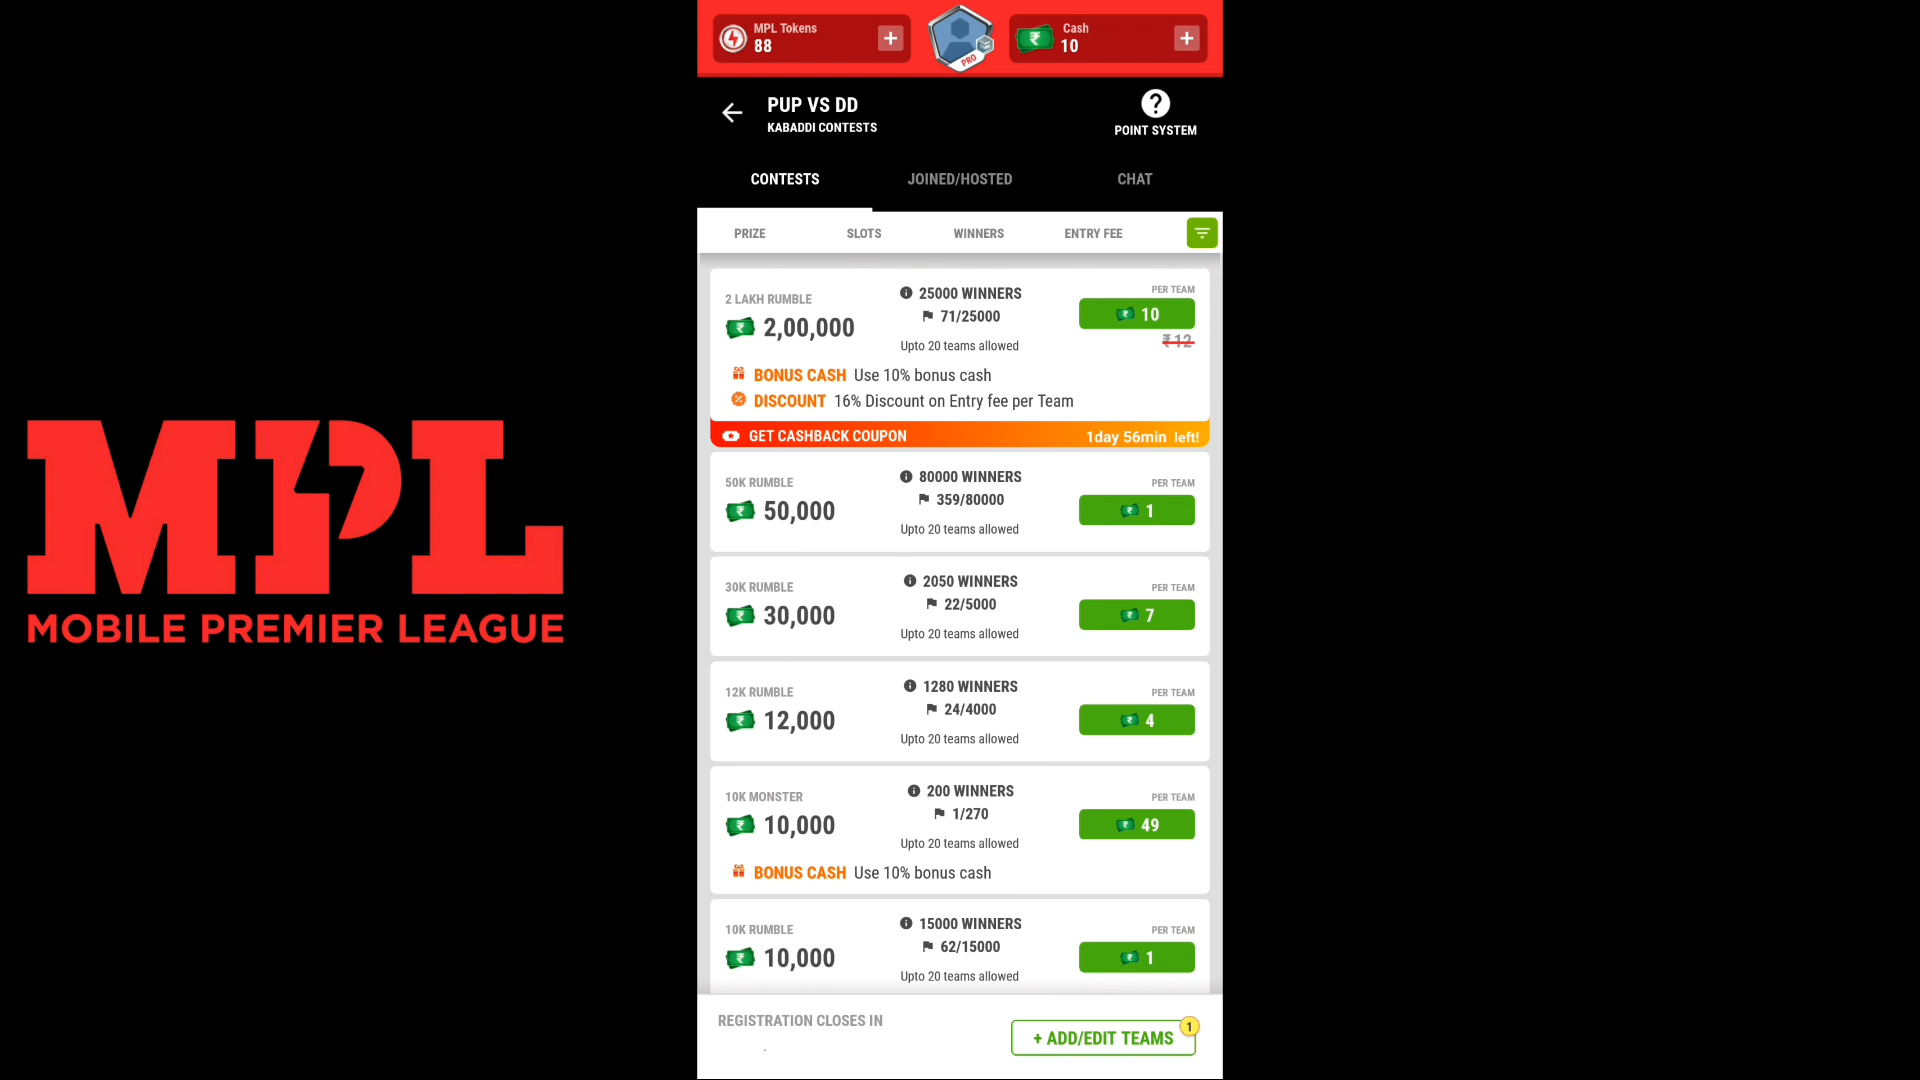 MPL
MOBILE PREMIER LEAGUE
MPL Tokens
88
PRO
Cash
10
PUP VS DD
KABADDI CONTESTS
POINT SYSTEM
CONTESTS JOINED/HOSTED CHAT
PRIZE SLOTS WINNERS ENTRY FEE
2 LAKH RUMBLE
2,00,000
25000 WINNERS
71/25000
Upto 20 teams allowed
PER TEAM
10
₹12
BONUS CASH Use 10% bonus cash
DISCOUNT 16% Discount on Entry fee per Team
GET CASHBACK COUPON 1day 56min left!
50K RUMBLE
50,000
80000 WINNERS
359/80000
Upto 20 teams allowed
PER TEAM
1
30K RUMBLE
30,000
2050 WINNERS
22/5000
Upto 20 teams allowed
PER TEAM
7
12K RUMBLE
12,000
1280 WINNERS
24/4000
Upto 20 teams allowed
PER TEAM
4
10K MONSTER
10,000
200 WINNERS
1/270
Upto 20 teams allowed
PER TEAM
49
BONUS CASH Use 10% bonus cash
10K RUMBLE
10,000
15000 WINNERS
62/15000
Upto 20 teams allowed
PER TEAM
1
REGISTRATION CLOSES IN
+ ADD/EDIT TEAMS
1